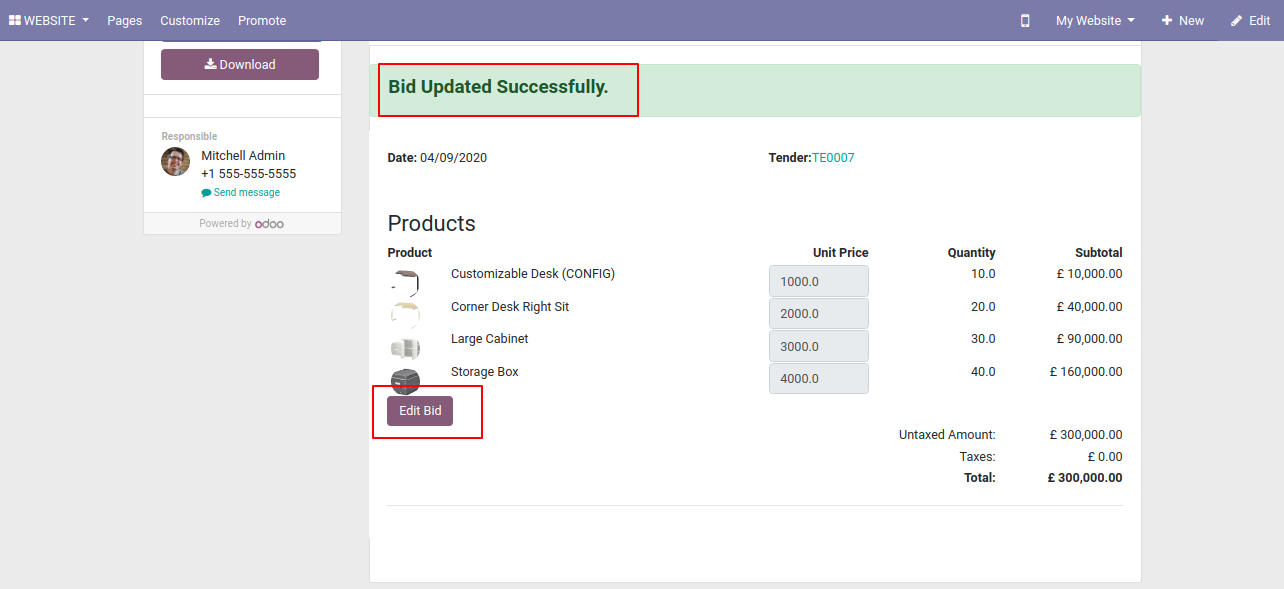 WEBSITE Pages Customize Promote My Website New Edit
Download
Responsible
Mitchell Admin
+1 555-555-5555
Send message
Powered by odoo
Bid Updated Successfully.
Date: 04/09/2020 Tender:TE0007
Products
Product Unit Price Quantity Subtotal
Customizable Desk (CONFIG) 1000.0 10.0 £ 10,000.00
Corner Desk Right Sit 2000.0 20.0 £ 40,000.00
Large Cabinet 3000.0 30.0 £ 90,000.00
Storage Box 4000.0 40.0 £ 160,000.00
Edit Bid
Untaxed Amount: £ 300,000.00
Taxes: £ 0.00
Total: £ 300,000.00